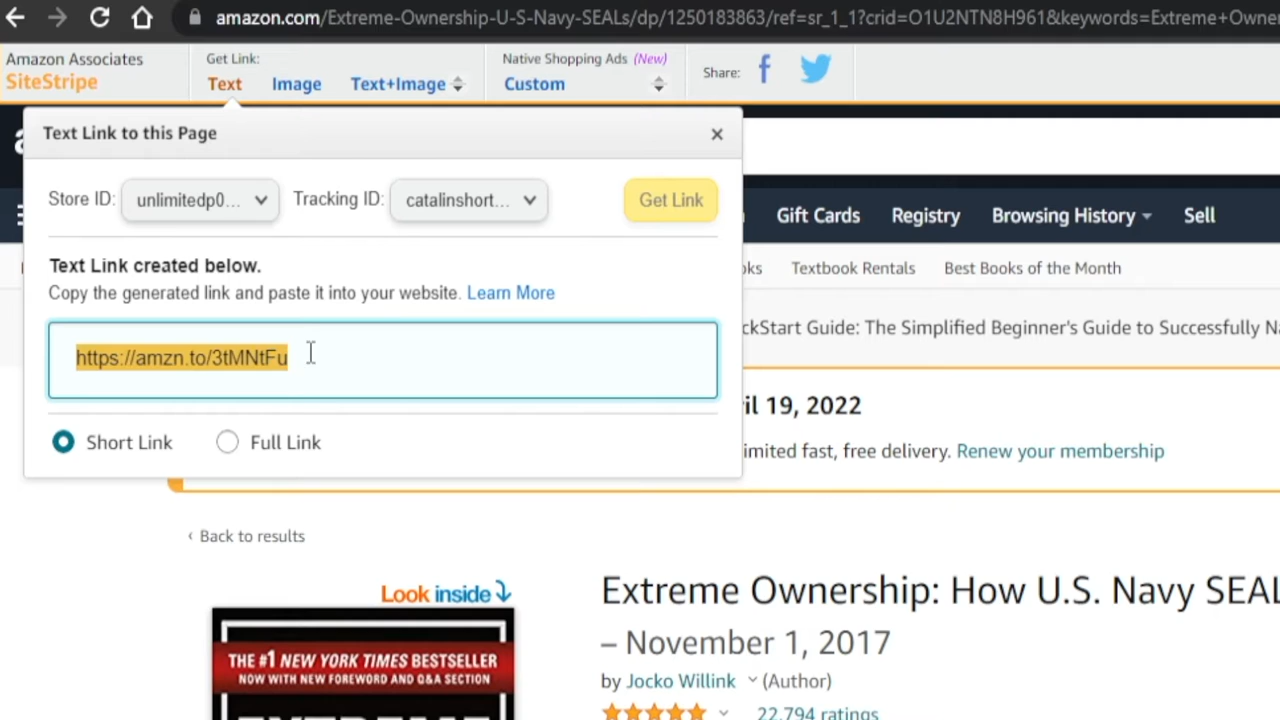 amazon.com/Extreme-Ownership-U-S-Navy-SEALs/dp/1250183863/ref=sr_1_1?crid=O1U2NTN8H961&keywords=Extreme+Owne
Amazon Associates
SiteStripe
Get Link:
Text Image Text+Image
Native Shopping Ads (New)
Custom
Share:
Text Link to this Page
Store ID: unlimitedp0... Tracking ID: catalinshort... Get Link
Text Link created below.
Copy the generated link and paste it into your website. Learn More
https://amzn.to/3tMNtFu
Short Link Full Link
Gift Cards Registry Browsing History Sell
Textbook Rentals Best Books of the Month
ckStart Guide: The Simplified Beginner's Guide to Successfully Na
il 19, 2022
imited fast, free delivery. Renew your membership
‹ Back to results
Look inside
THE #1 NEW YORK TIMES BESTSELLER
NOW WITH NEW FOREWORD AND Q&A SECTION
Extreme Ownership: How U.S. Navy SEAL
– November 1, 2017
by Jocko Willink (Author)
22,794 ratings